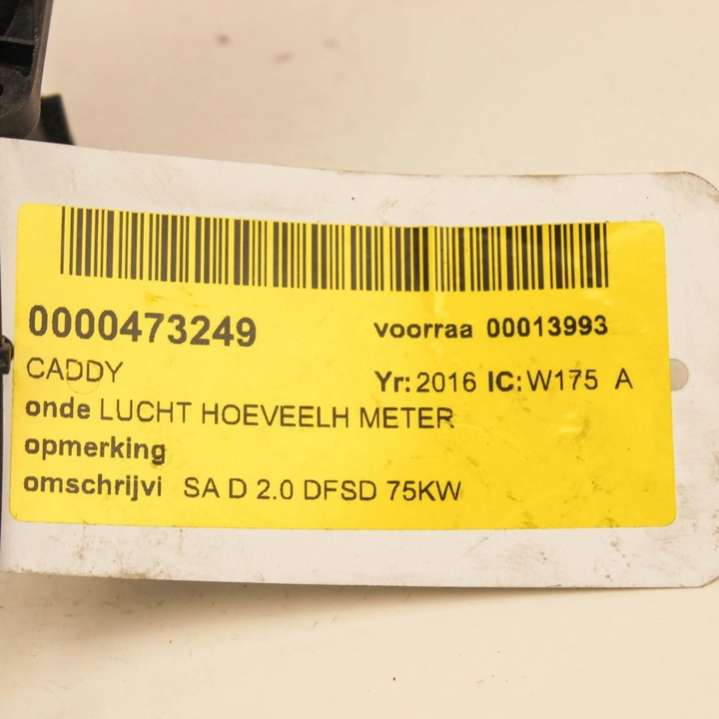 0000473249 voorraa 00013993
CADDY Yr: 2016 IC: W175 A
onde LUCHT HOEVEELH METER
opmerking
omschrijvi SA D 2.0 DFSD 75KW